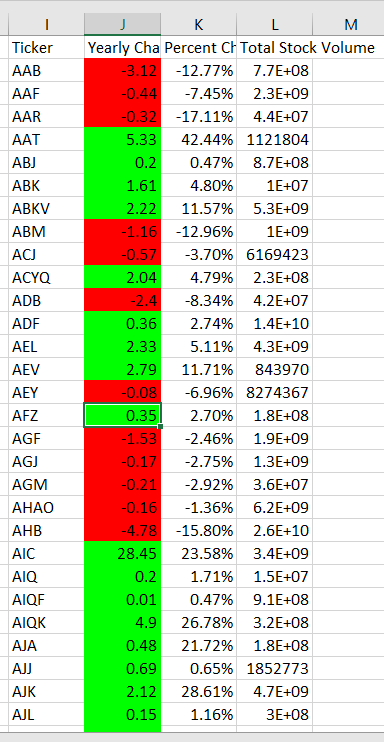 I J K L M
Ticker Yearly Cha Percent Ch Total Stock Volume
AAB -3.12 -12.77% 7.7E+08
AAF -0.44 -7.45% 2.3E+09
AAR -0.32 -17.11% 4.4E+07
AAT 5.33 42.44% 1121804
ABJ 0.2 0.47% 8.7E+08
ABK 1.61 4.80% 1E+07
ABKV 2.22 11.57% 5.3E+09
ABM -1.16 -12.96% 1E+09
ACJ -0.57 -3.70% 6169423
ACYQ 2.04 4.79% 2.3E+08
ADB -2.4 -8.34% 4.2E+07
ADF 0.36 2.74% 1.4E+10
AEL 2.33 5.11% 4.3E+09
AEV 2.79 11.71% 843970
AEY -0.08 -6.96% 8274367
AFZ 0.35 2.70% 1.8E+08
AGF -1.53 -2.46% 1.9E+09
AGJ -0.17 -2.75% 1.3E+09
AGM -0.21 -2.92% 3.6E+07
AHAO -0.16 -1.36% 6.2E+09
AHB -4.78 -15.80% 2.6E+10
AIC 28.45 23.58% 3.4E+09
AIQ 0.2 1.71% 1.5E+07
AIQF 0.01 0.47% 9.1E+08
AIQK 4.9 26.78% 3.2E+08
AJA 0.48 21.72% 1.8E+08
AJJ 0.69 0.65% 1852773
AJK 2.12 28.61% 4.7E+09
AJL 0.15 1.16% 3E+08